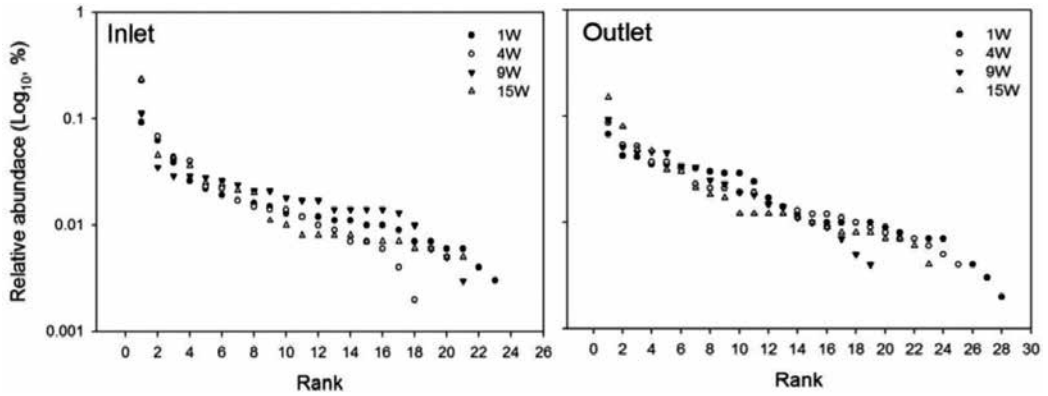 Inlet
1W
4W
9W
15W
Relative abundace (Log10, %)
1
0.1
0.01
0.001
0 2 4 6 8 10 12 14 16 18 20 22 24 26
Rank
Outlet
1W
4W
9W
15W
0 2 4 6 8 10 12 14 16 18 20 22 24 26 28 30
Rank